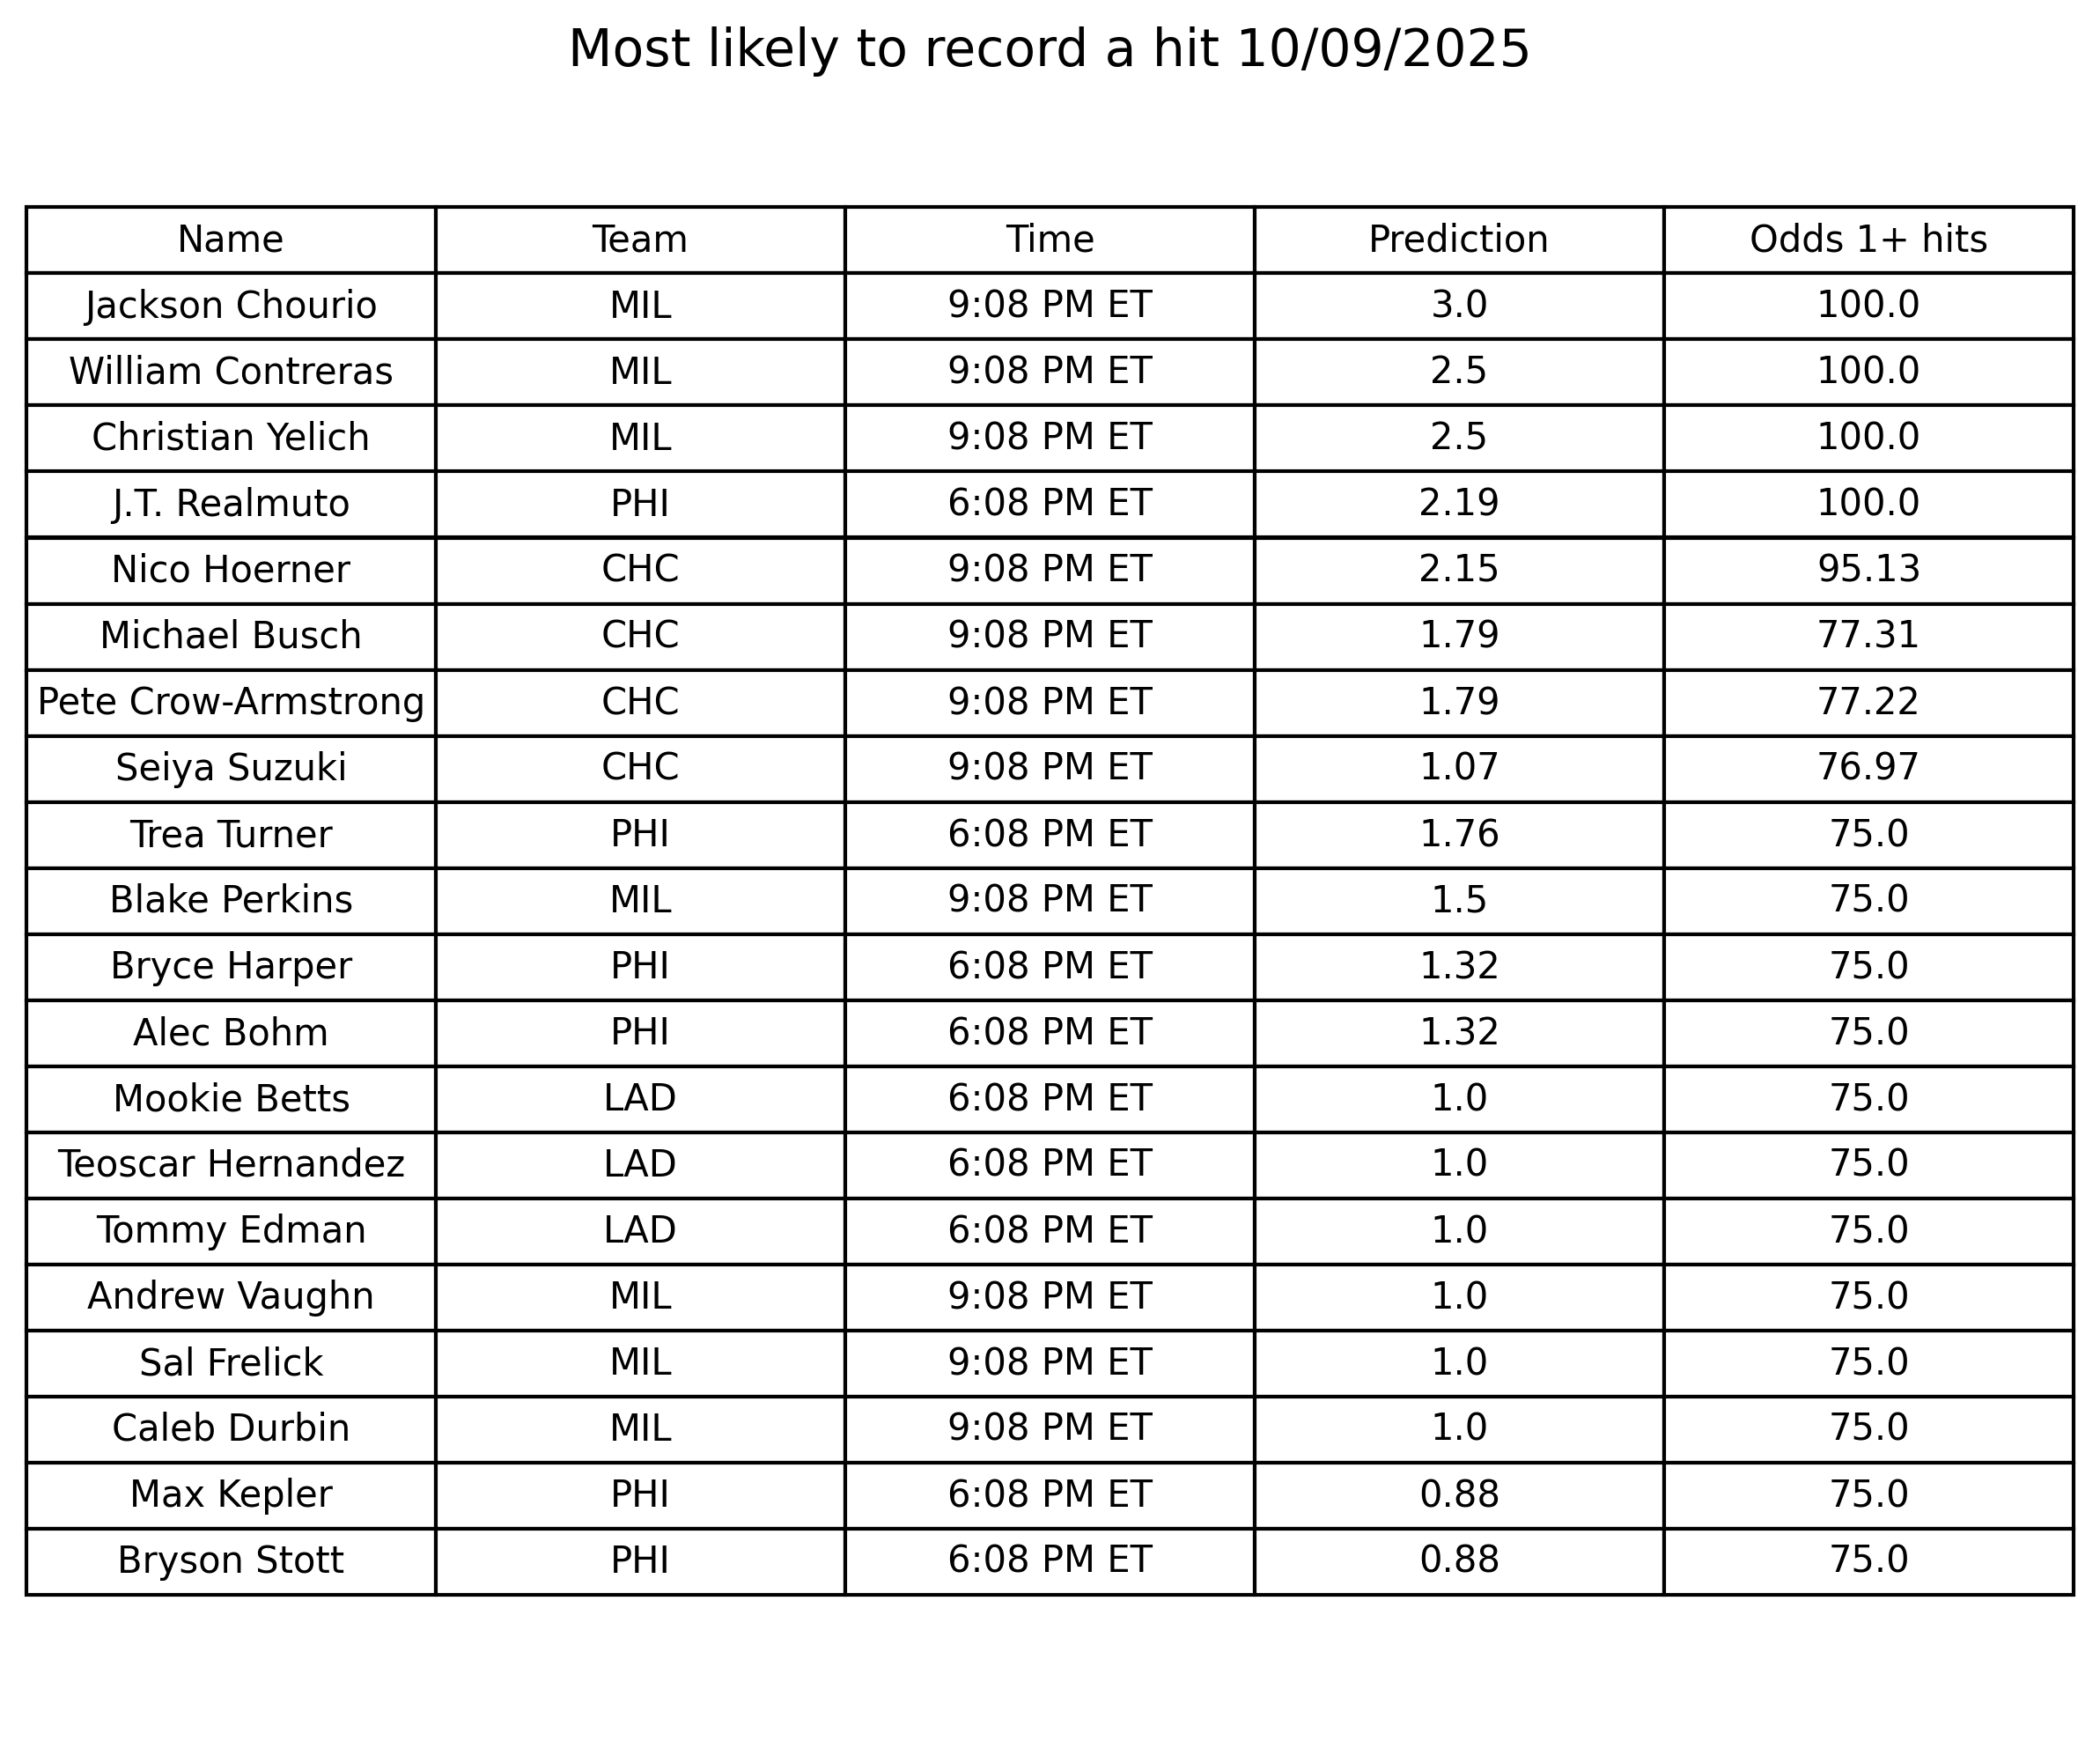 Most likely to record a hit 10/09/2025
Name Team Time Prediction Odds 1+ hits
Jackson Chourio MIL 9:08 PM ET 3.0 100.0
William Contreras MIL 9:08 PM ET 2.5 100.0
Christian Yelich MIL 9:08 PM ET 2.5 100.0
J.T. Realmuto PHI 6:08 PM ET 2.19 100.0
Nico Hoerner CHC 9:08 PM ET 2.15 95.13
Michael Busch CHC 9:08 PM ET 1.79 77.31
Pete Crow-Armstrong CHC 9:08 PM ET 1.79 77.22
Seiya Suzuki CHC 9:08 PM ET 1.07 76.97
Trea Turner PHI 6:08 PM ET 1.76 75.0
Blake Perkins MIL 9:08 PM ET 1.5 75.0
Bryce Harper PHI 6:08 PM ET 1.32 75.0
Alec Bohm PHI 6:08 PM ET 1.32 75.0
Mookie Betts LAD 6:08 PM ET 1.0 75.0
Teoscar Hernandez LAD 6:08 PM ET 1.0 75.0
Tommy Edman LAD 6:08 PM ET 1.0 75.0
Andrew Vaughn MIL 9:08 PM ET 1.0 75.0
Sal Frelick MIL 9:08 PM ET 1.0 75.0
Caleb Durbin MIL 9:08 PM ET 1.0 75.0
Max Kepler PHI 6:08 PM ET 0.88 75.0
Bryson Stott PHI 6:08 PM ET 0.88 75.0